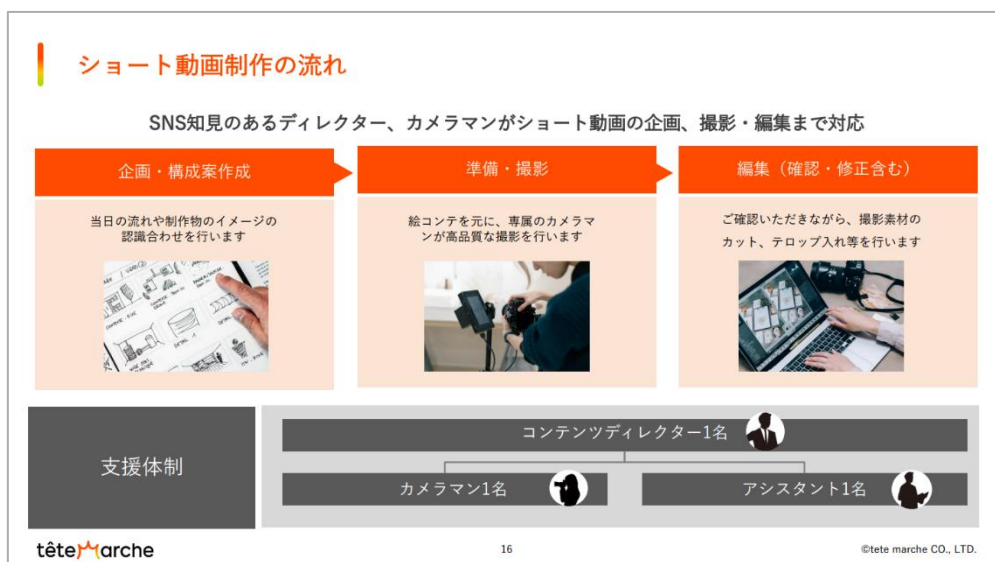 ショート動画制作の流れ
SNS知見のあるディレクター、カメラマンがショート動画の企画、撮影・編集まで対応
企画・構成案作成
準備・撮影
編集（確認・修正含む）
当日の流れや制作物のイメージの
認識合わせを行います
絵コンテを元に、専属のカメラマ
ンが高品質な撮影を行います
ご確認いただきながら、撮影素材の
カット、テロップ入れ等を行います
支援体制
コンテンツディレクター1名
カメラマン1名
アシスタント1名
tête marche
16
©tete marche CO., LTD.